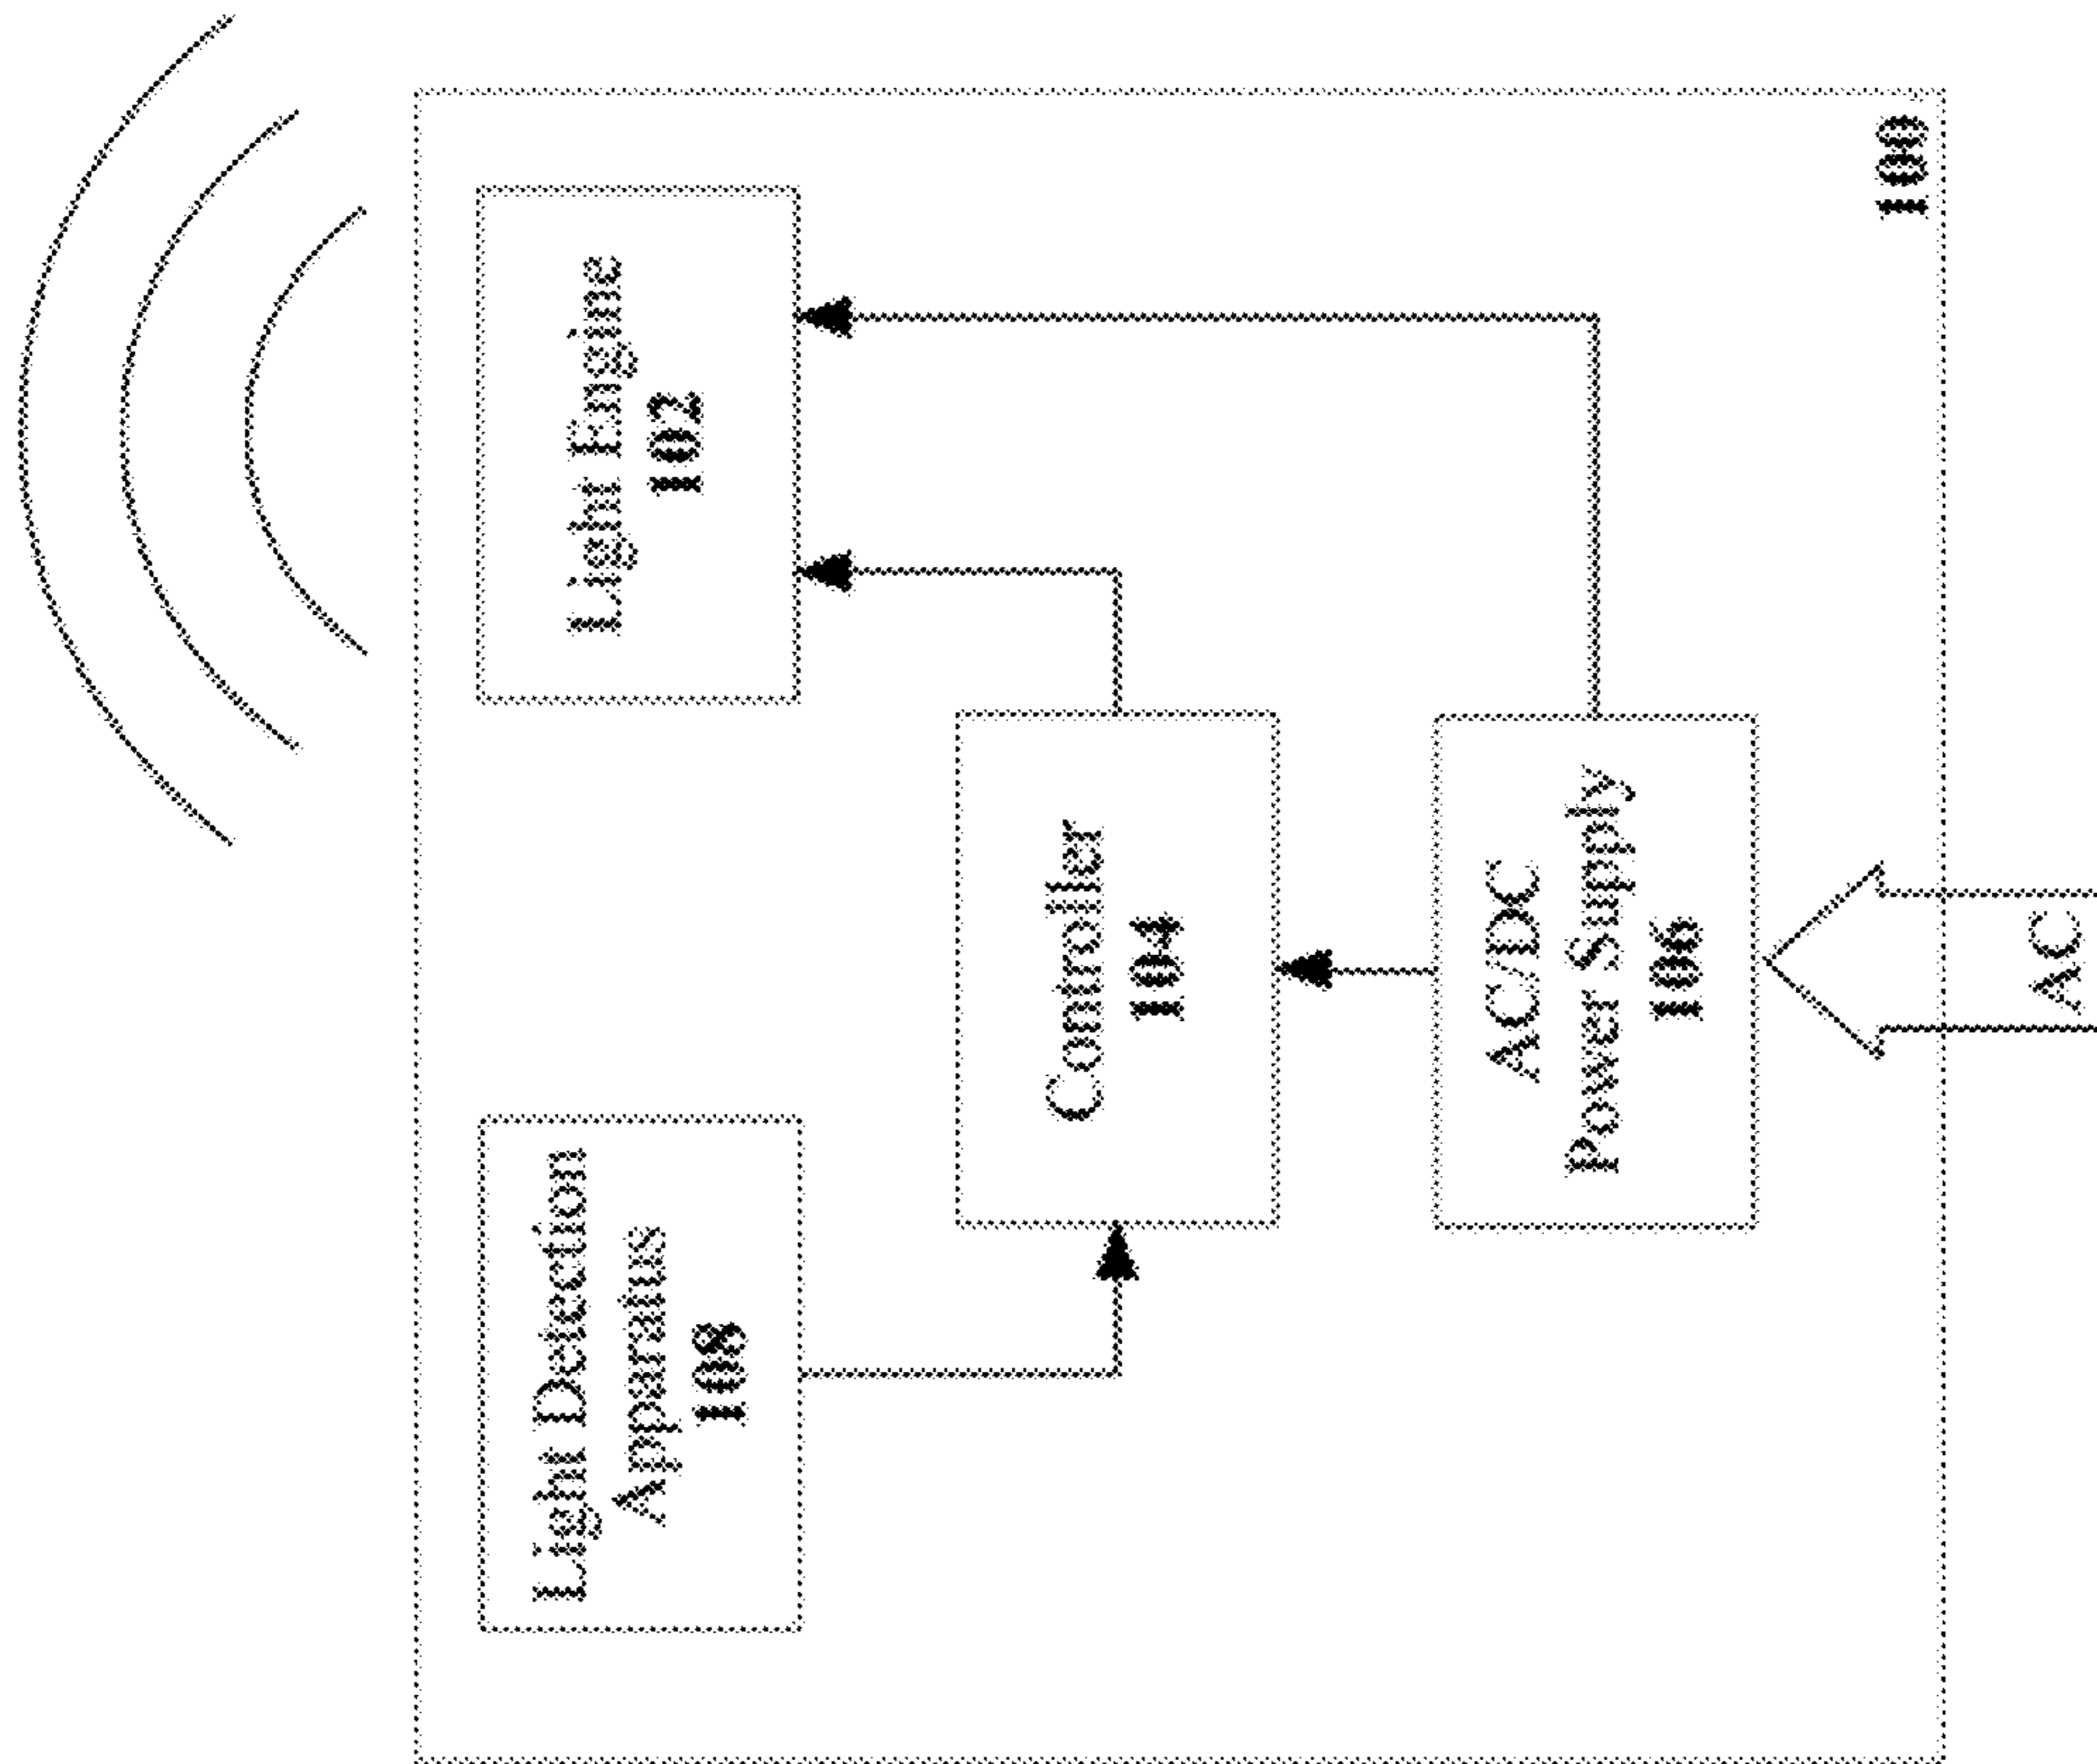 Light Detection
Apparatus
108
Light Engine
102
Controller
104
AC/DC
Power Supply
106
100
AC